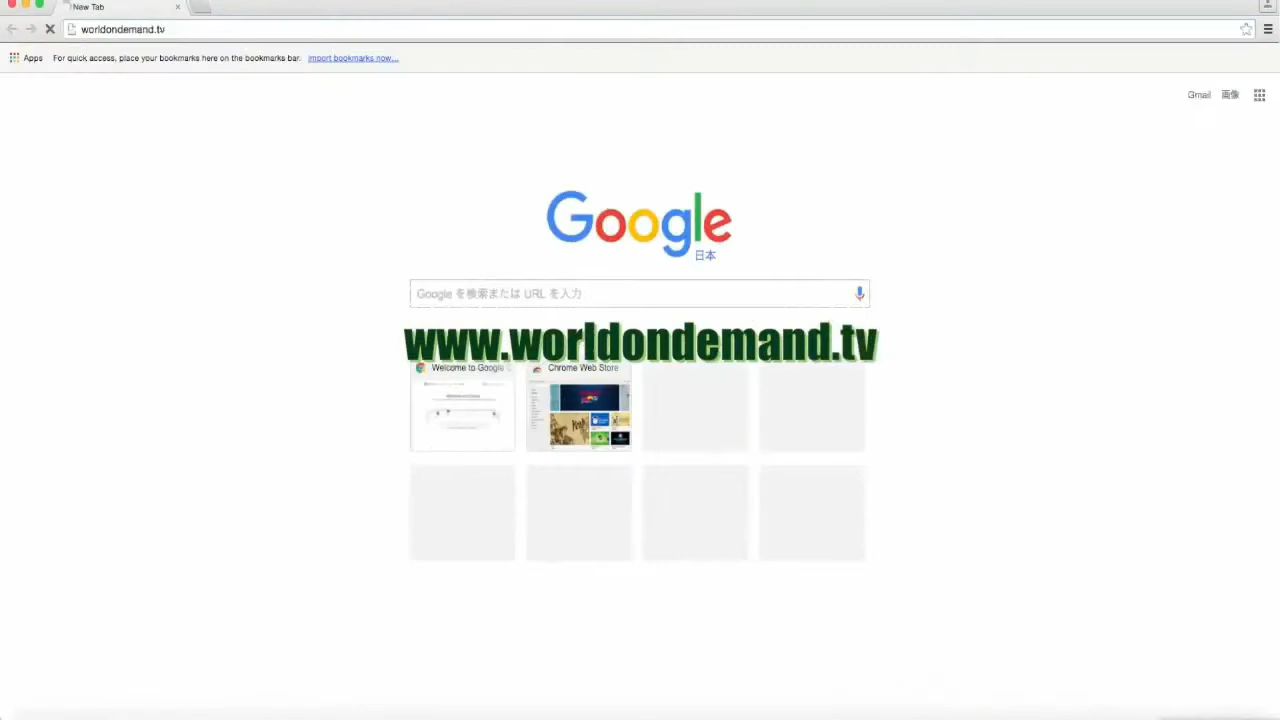 New Tab
worldondemand.tv
Apps For quick access, place your bookmarks here on the bookmarks bar. Import bookmarks now...
Gmail 画像
Google
日本
Google を検索または URL を入力
www.worldondemand.tv
Welcome to Google
Chrome Web Store